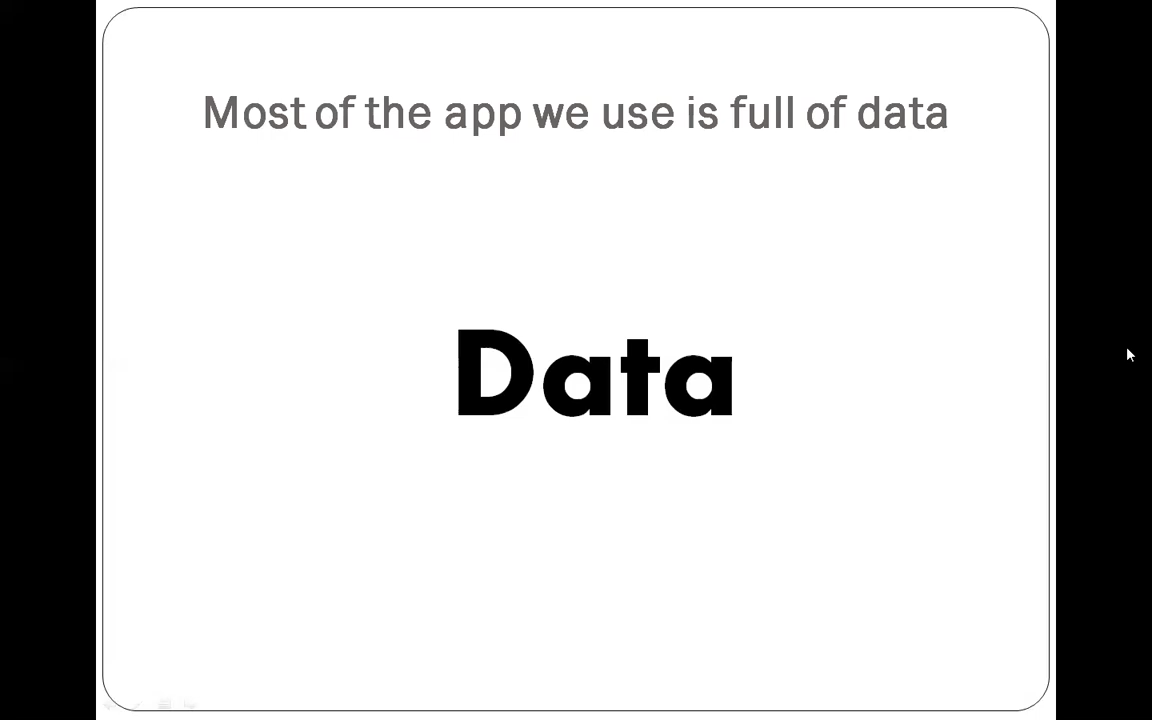 Most of the app we use is full of data
Data